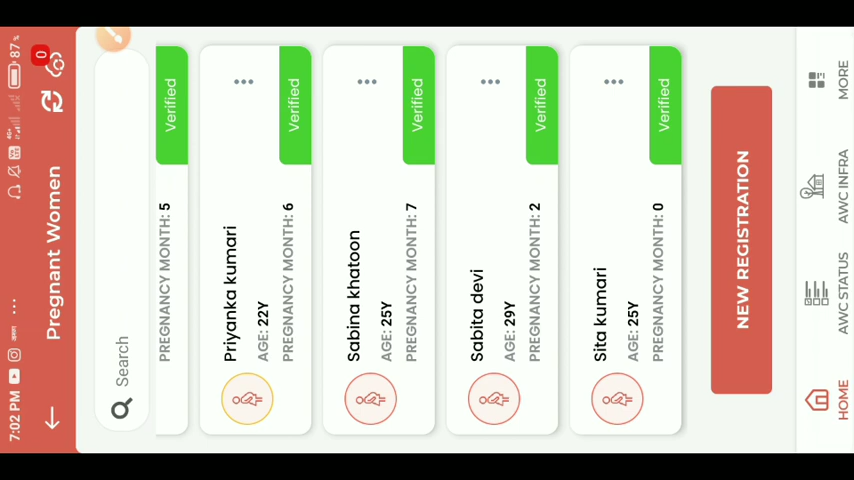 7:02 PM
87%
0
Pregnant Women
Search
PREGNANCY MONTH: 5
Verified
Priyanka kumari
AGE: 22Y
PREGNANCY MONTH: 6
Verified
Sabina khatoon
AGE: 25Y
PREGNANCY MONTH: 7
Verified
Sabita devi
AGE: 29Y
PREGNANCY MONTH: 2
Verified
Sita kumari
AGE: 25Y
PREGNANCY MONTH: 0
Verified
NEW REGISTRATION
HOME
AWC STATUS
AWC INFRA
MORE